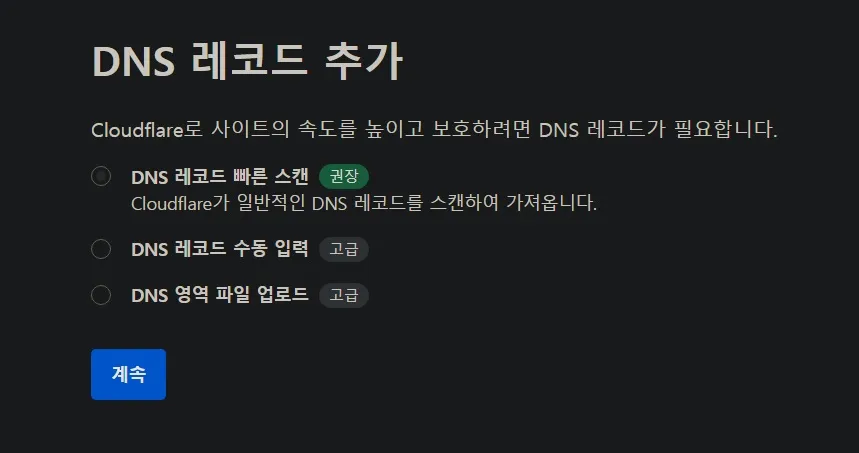 DNS 레코드 추가
Cloudflare로 사이트의 속도를 높이고 보호하려면 DNS 레코드가 필요합니다.
DNS 레코드 빠른 스캔 권장
Cloudflare가 일반적인 DNS 레코드를 스캔하여 가져옵니다.
DNS 레코드 수동 입력 고급
DNS 영역 파일 업로드 고급
계속